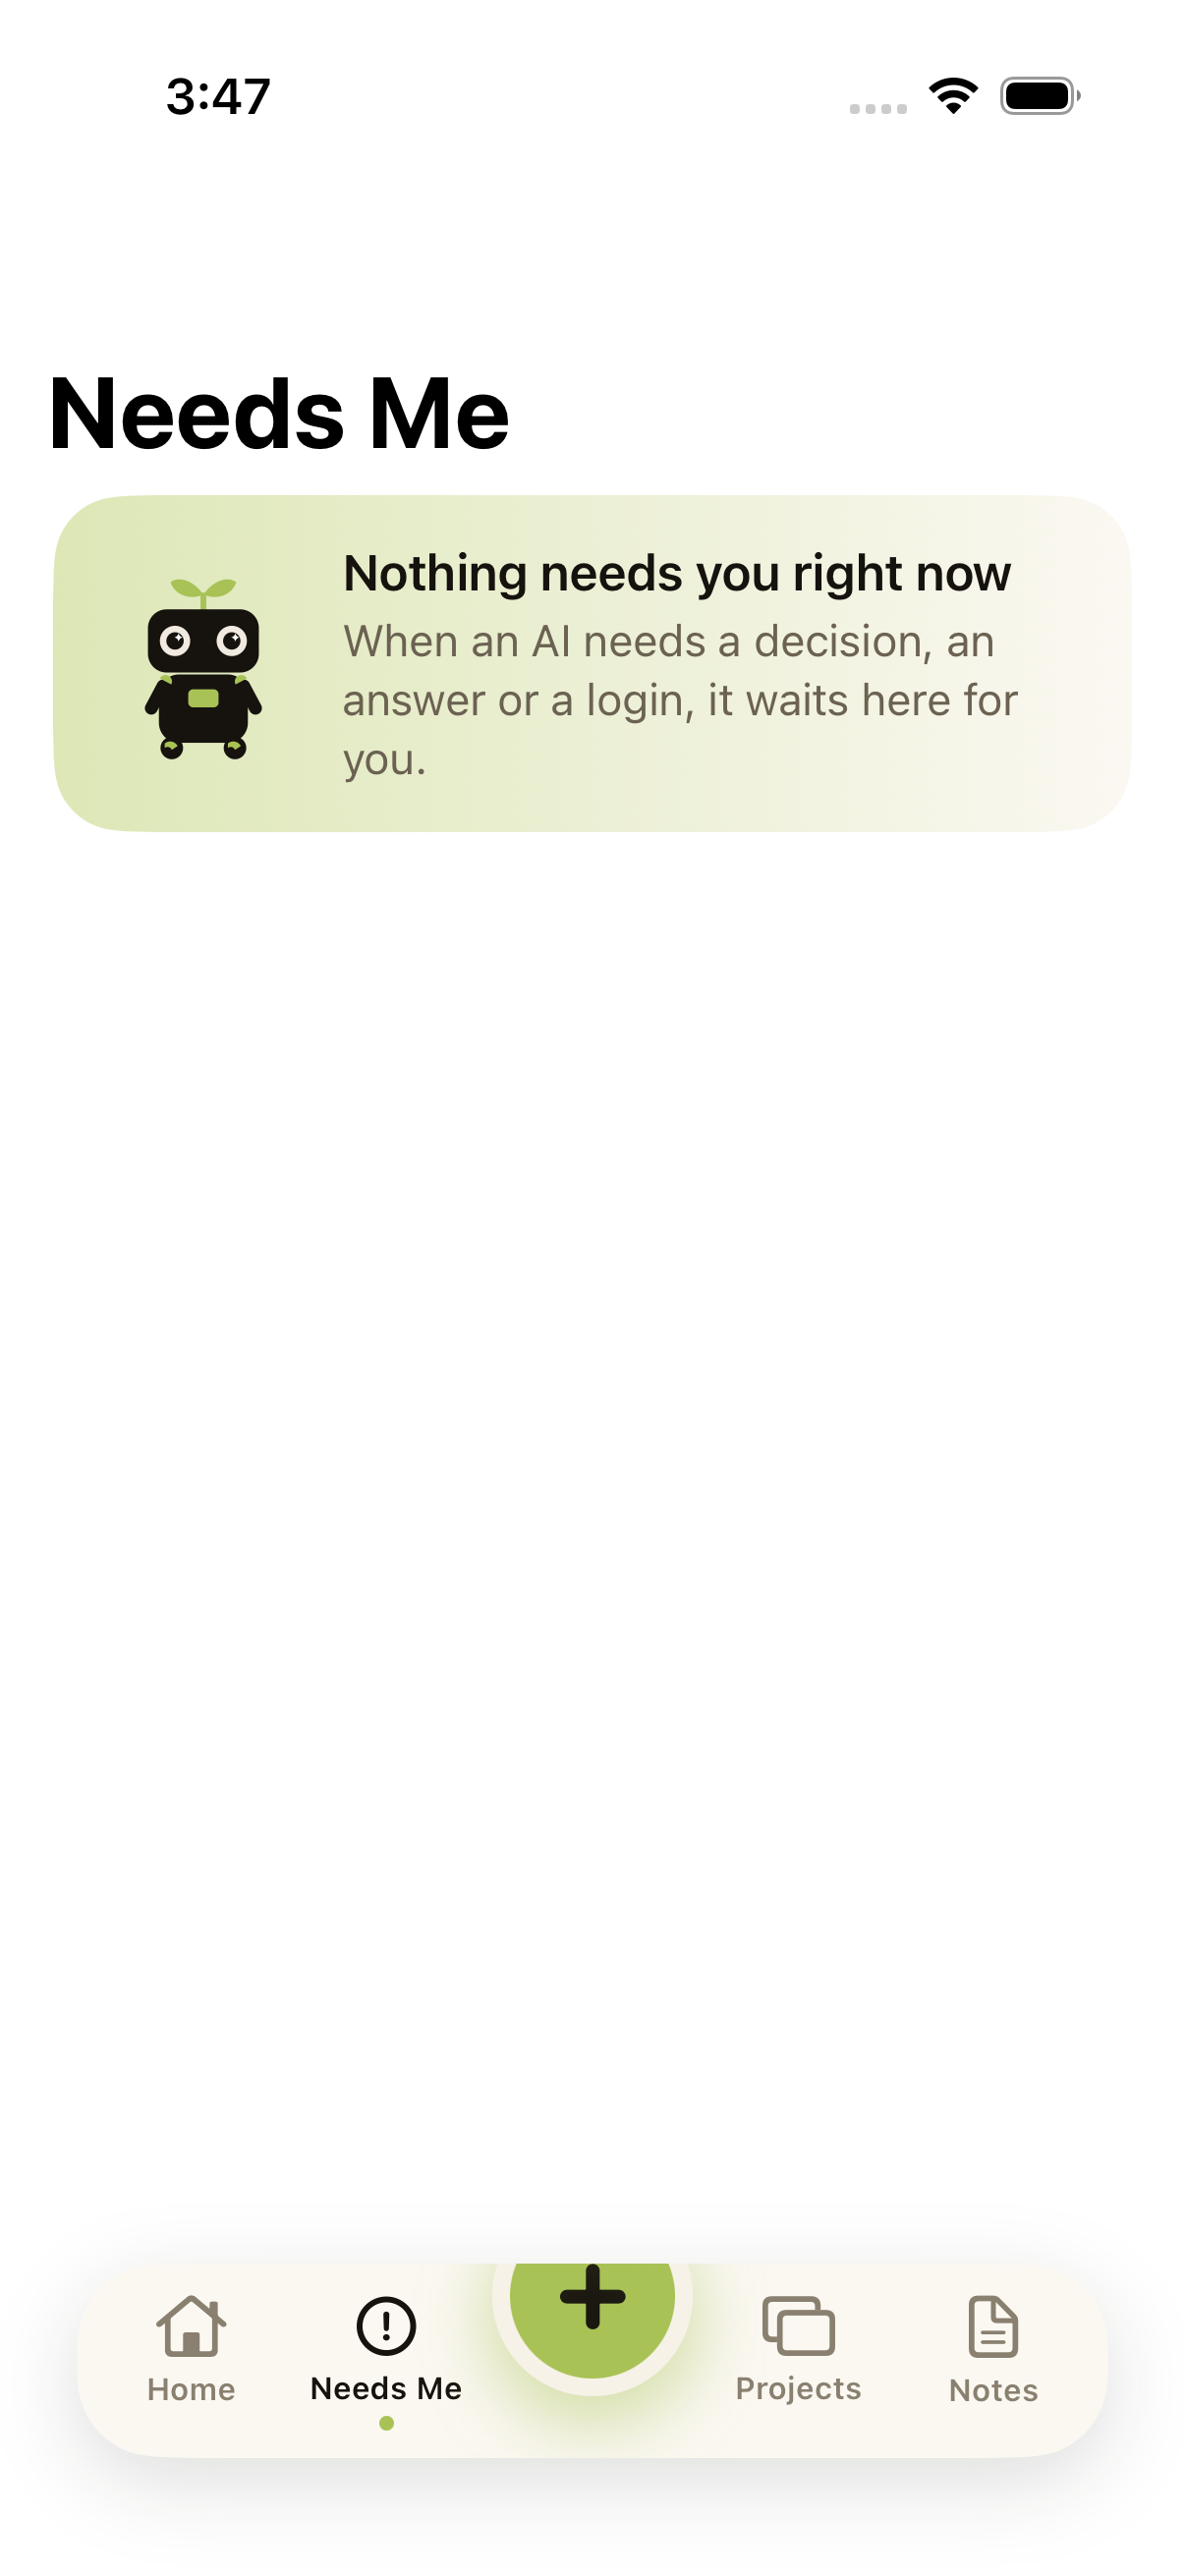 3:47
Needs Me
Nothing needs you right now
When an AI needs a decision, an
answer or a login, it waits here for
you.
Home
Needs Me
Projects
Notes